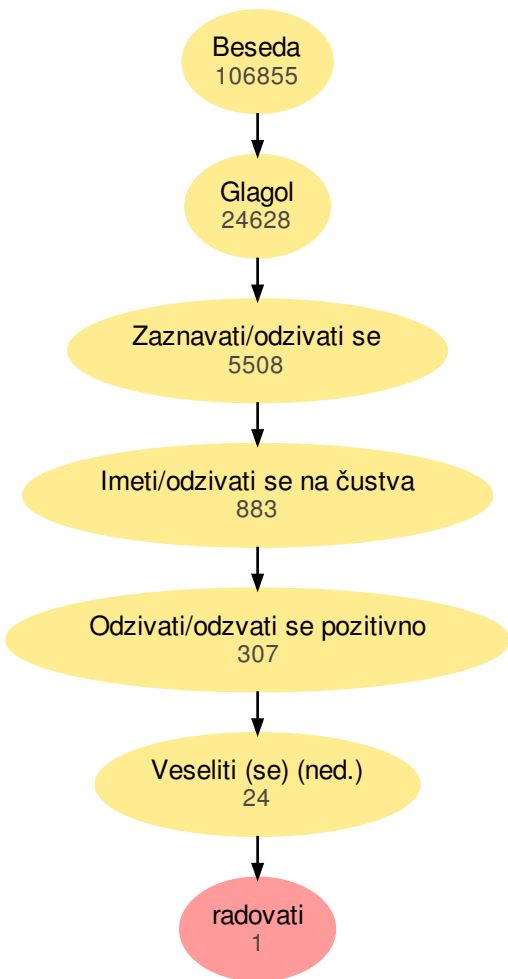 Beseda
106855
Glagol
24628
Zaznavati/odzivati se
5508
Imeti/odzivati se na čustva
883
Odzivati/odzvati se pozitivno
307
Veseliti (se) (ned.)
24
radovati
1